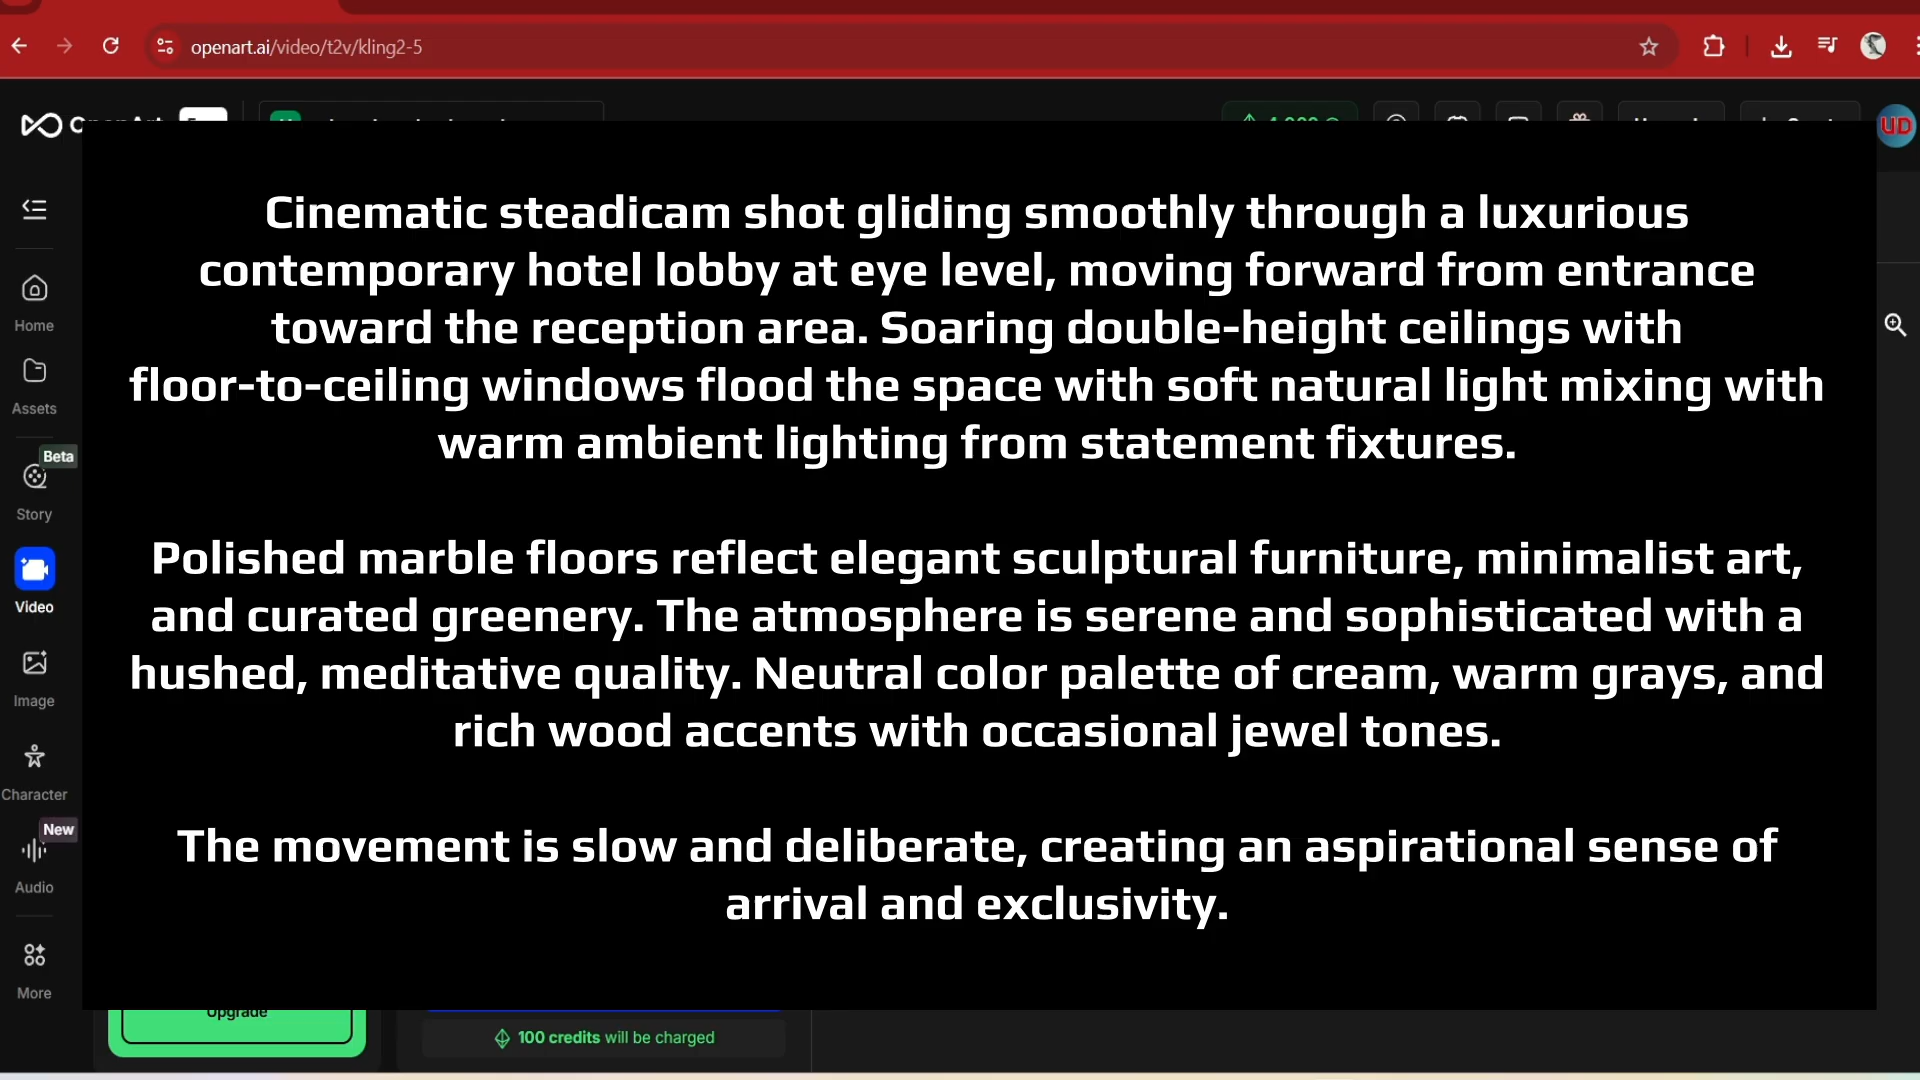 openart.ai/video/t2v/kling2-5
UD
Cinematic steadicam shot gliding smoothly through a luxurious
contemporary hotel lobby at eye level, moving forward from entrance
toward the reception area. Soaring double-height ceilings with
floor-to-ceiling windows flood the space with soft natural light mixing with
warm ambient lighting from statement fixtures.
Polished marble floors reflect elegant sculptural furniture, minimalist art,
and curated greenery. The atmosphere is serene and sophisticated with a
hushed, meditative quality. Neutral color palette of cream, warm grays, and
rich wood accents with occasional jewel tones.
The movement is slow and deliberate, creating an aspirational sense of
arrival and exclusivity.
Home
Assets
Beta
Story
Video
Image
Character
New
Audio
More
Upgrade
100 credits will be charged